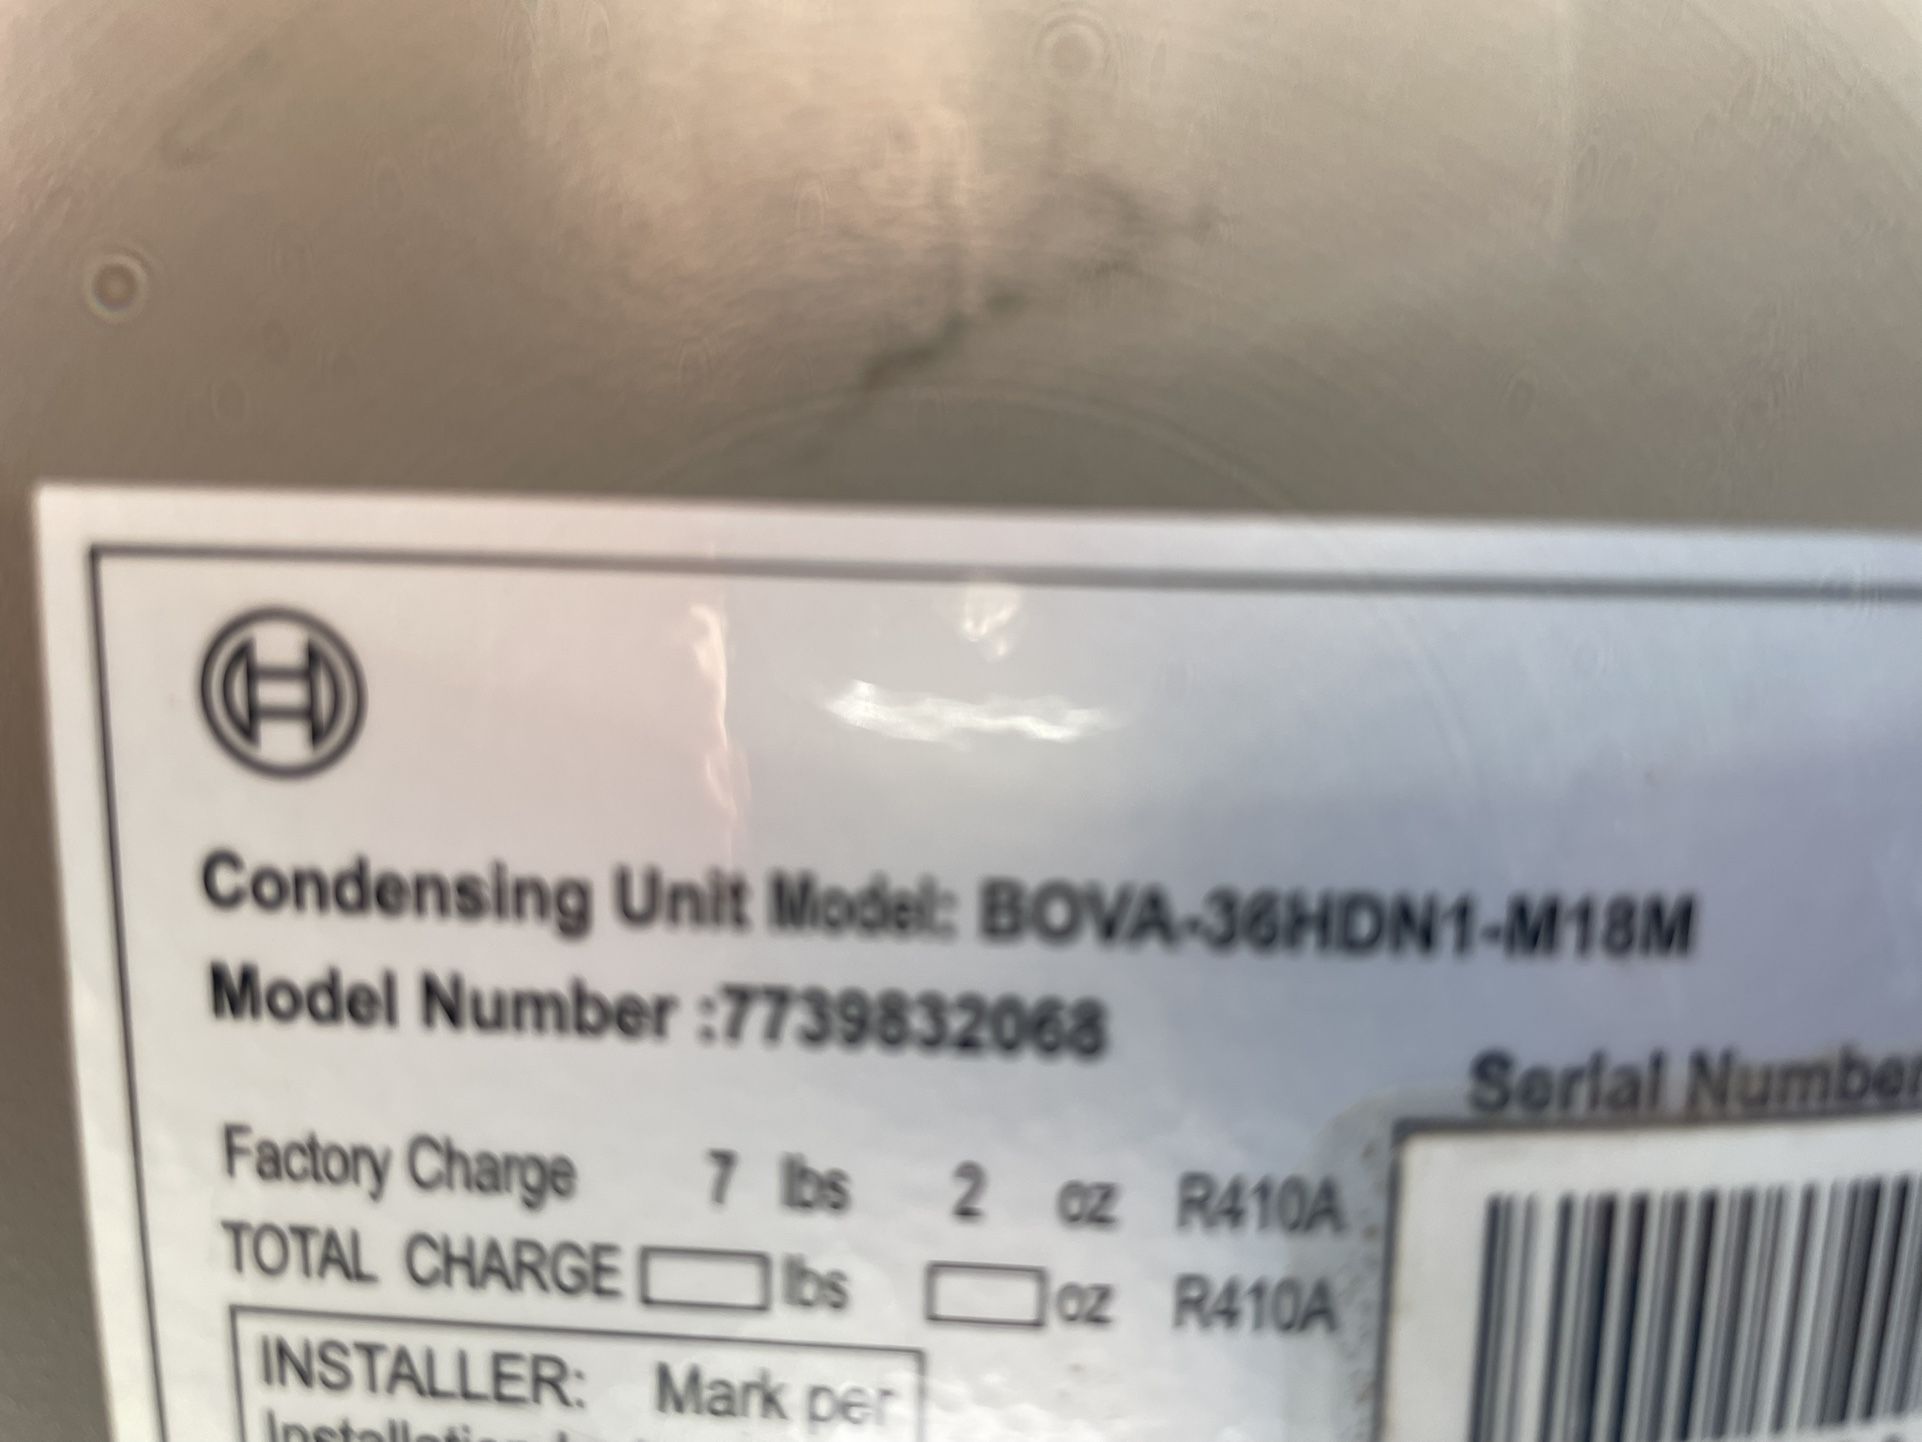 Condensing Unit Model: BOVA-36HDN1-M18M
Model Number :7739832068
Serial Number
Factory Charge 7 lbs 2 oz R410A
TOTAL CHARGE lbs oz R410A
INSTALLER: Mark per